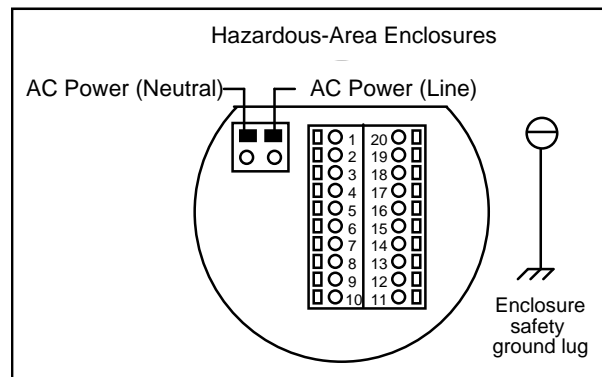 Hazardous-Area Enclosures
AC Power (Neutral) AC Power (Line)
1 20
2 19
3 18
4 17
5 16
6 15
7 14
8 13
9 12
10 11
Enclosure
safety
ground lug